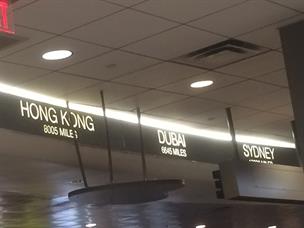 HONG KONG
8005 MILES
DUBAI
6645 MILES
SYDNEY